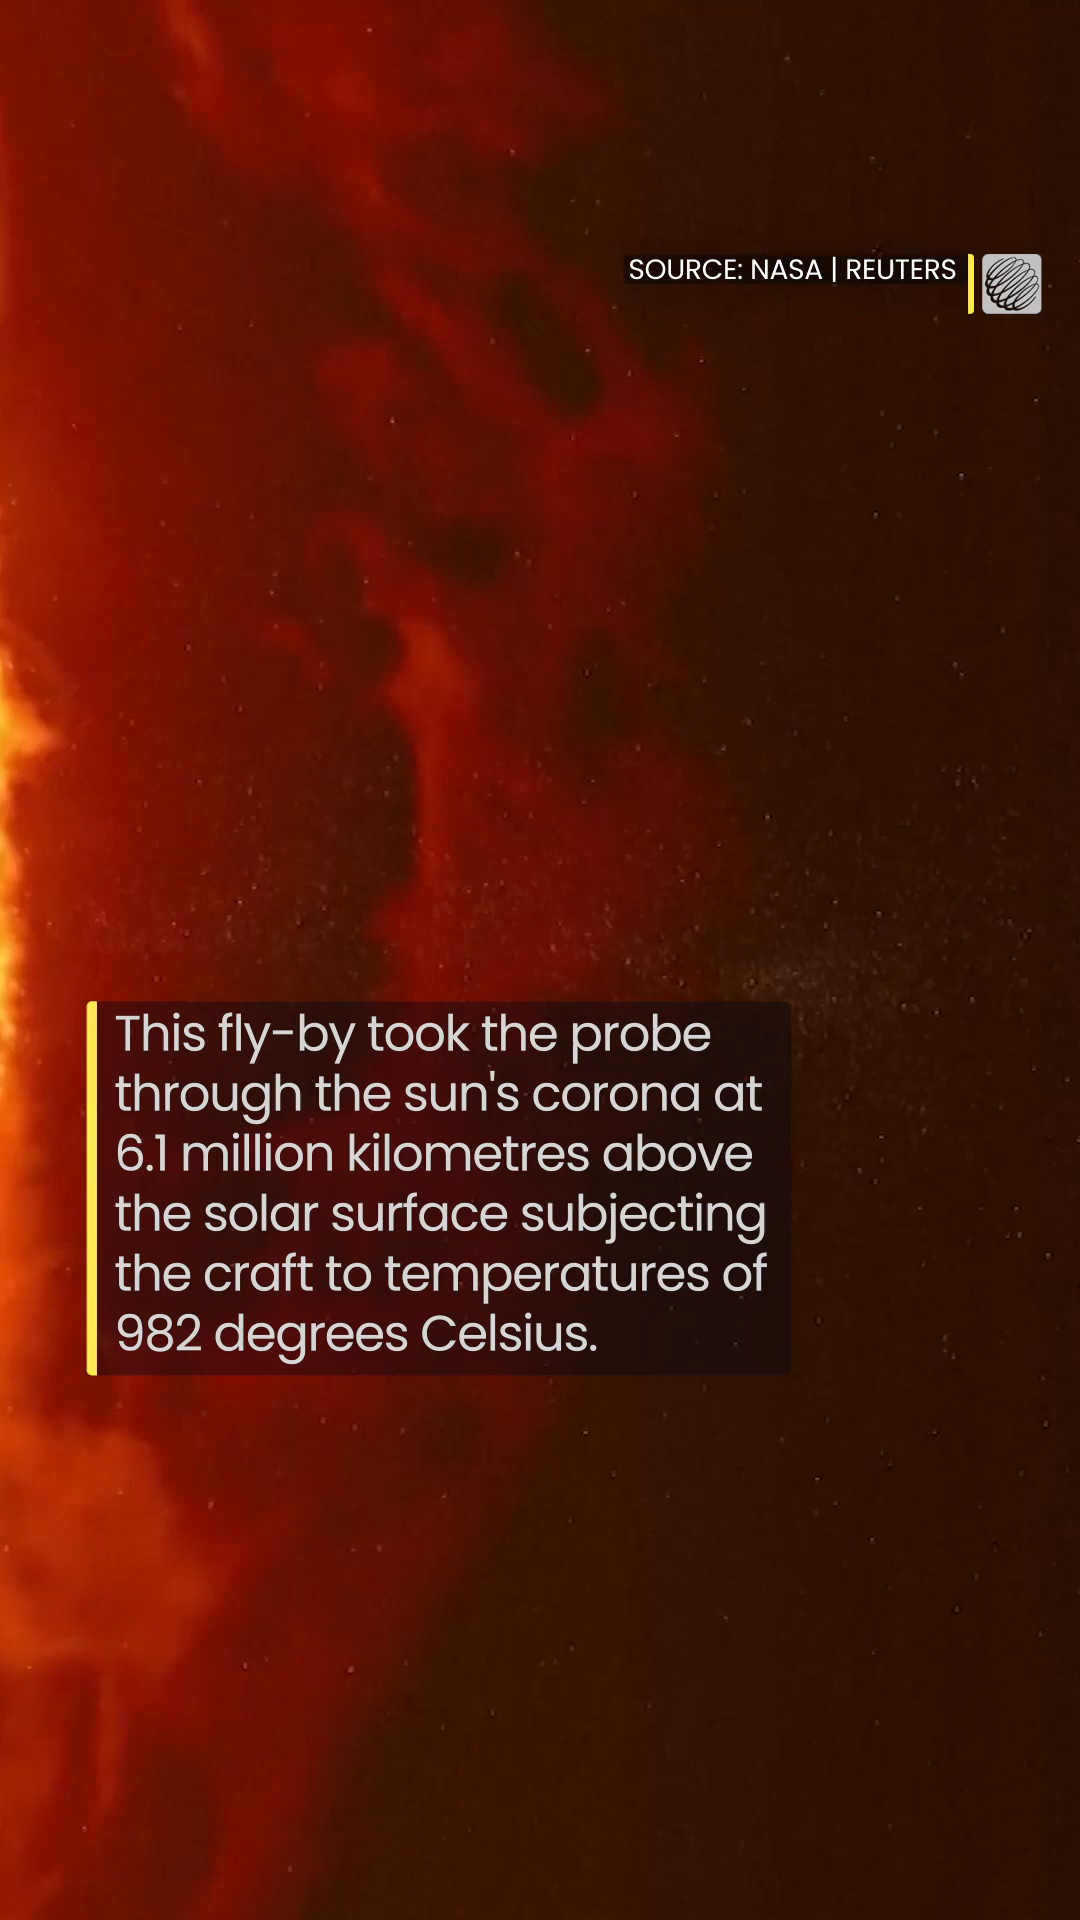 SOURCE: NASA | REUTERS
This fly-by took the probe
through the sun's corona at
6.1 million kilometres above
the solar surface subjecting
the craft to temperatures of
982 degrees Celsius.